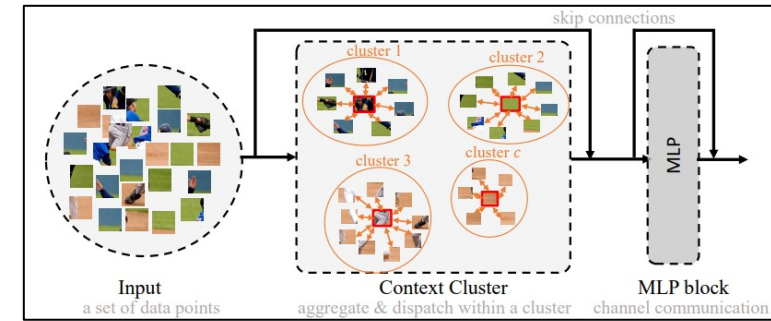 skip connections
cluster 1
cluster 2
cluster 3
cluster c
MLP
Input
Context Cluster
MLP block
a set of data points
aggregate & dispatch within a cluster
channel communication